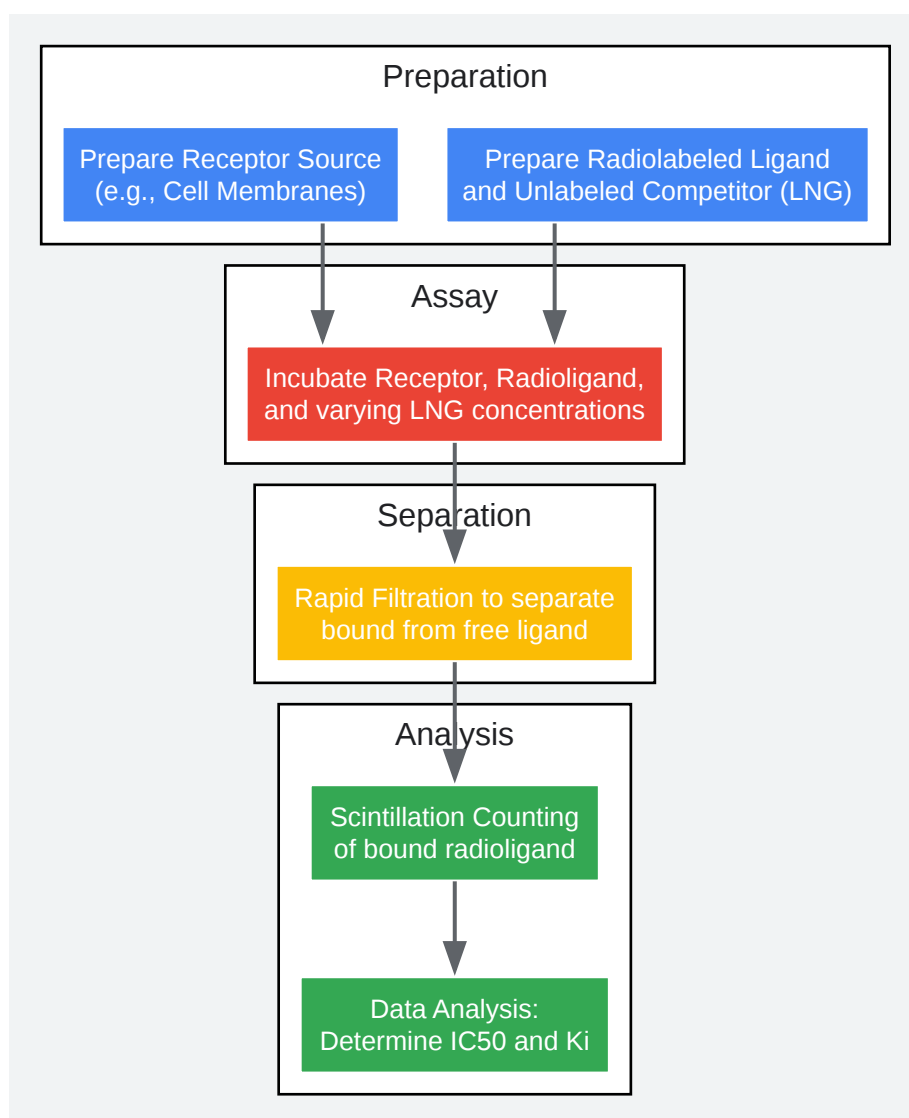 Preparation
Prepare Receptor Source
(e.g., Cell Membranes)
Prepare Radiolabeled Ligand
and Unlabeled Competitor (LNG)
Assay
Incubate Receptor, Radioligand,
and varying LNG concentrations
Separation
Rapid Filtration to separate
bound from free ligand
Analysis
Scintillation Counting
of bound radioligand
Data Analysis:
Determine IC50 and Ki